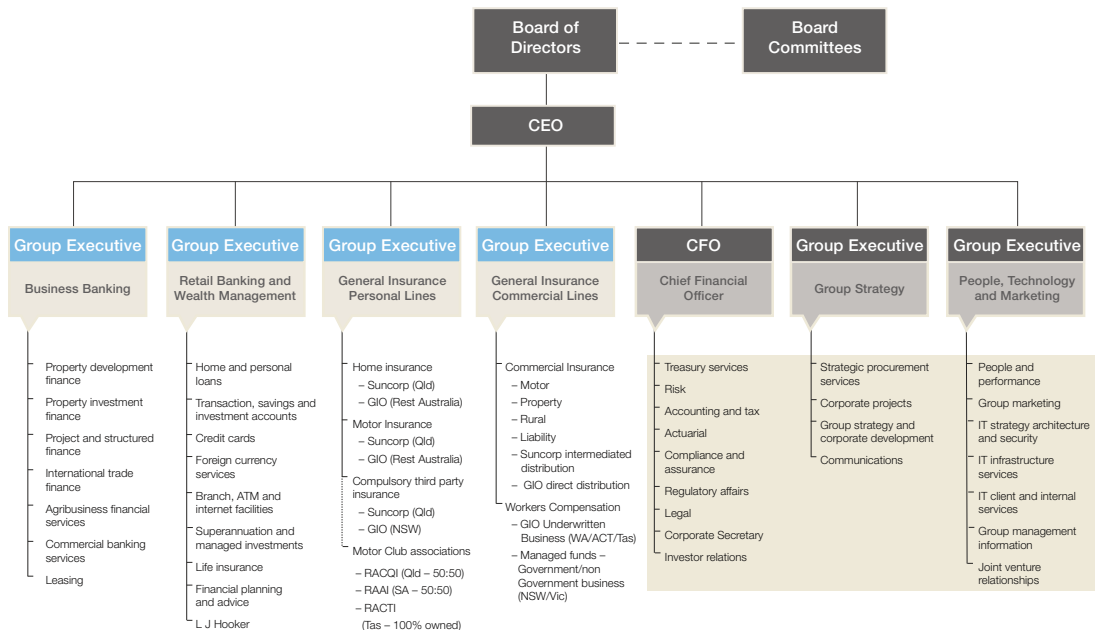 Board of
Directors
Board
Committees
CEO
Group Executive
Business Banking
Property development
finance
Property investment
finance
Project and structured
finance
International trade
finance
Agribusiness financial
services
Commercial banking
services
Leasing
Group Executive
Retail Banking and
Wealth Management
Home and personal
loans
Transaction, savings and
investment accounts
Credit cards
Foreign currency
services
Branch, ATM and
internet facilities
Superannuation and
managed investments
Life insurance
Financial planning
and advice
L J Hooker
Group Executive
General Insurance
Personal Lines
Home insurance
– Suncorp (Qld)
– GIO (Rest Australia)
Motor Insurance
– Suncorp (Qld)
– GIO (Rest Australia)
Compulsory third party
insurance
– Suncorp (Qld)
– GIO (NSW)
Motor Club associations
– RACQI (Qld – 50:50)
– RAAI (SA – 50:50)
– RACTI
(Tas – 100% owned)
Group Executive
General Insurance
Commercial Lines
Commercial Insurance
– Motor
– Property
– Rural
– Liability
– Suncorp intermediated
distribution
– GIO direct distribution
Workers Compensation
– GIO Underwritten
Business (WA/ACT/Tas)
– Managed funds –
Government/non
Government business
(NSW/Vic)
CFO
Chief Financial
Officer
Treasury services
Risk
Accounting and tax
Actuarial
Compliance and
assurance
Regulatory affairs
Legal
Corporate Secretary
Investor relations
Group Executive
Group Strategy
Strategic procurement
services
Corporate projects
Group strategy and
corporate development
Communications
Group Executive
People, Technology
and Marketing
People and
performance
Group marketing
IT strategy architecture
and security
IT infrastructure
services
IT client and internal
services
Group management
information
Joint venture
relationships